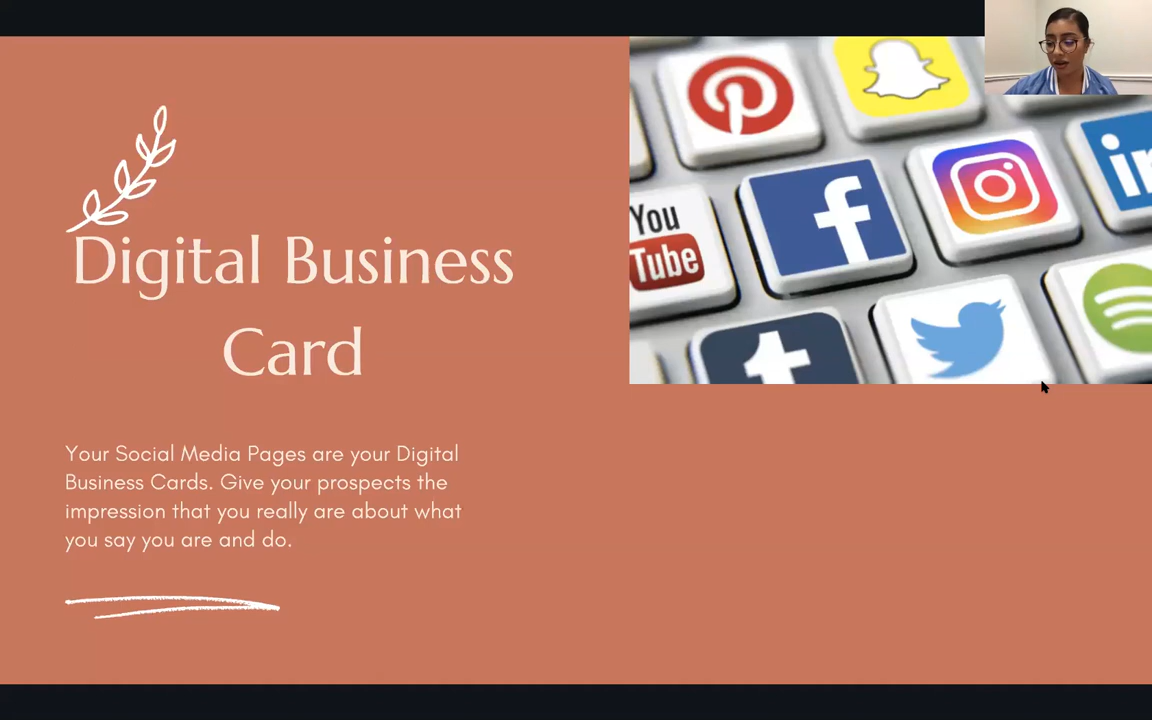 Digital Business
Card
Your Social Media Pages are your Digital
Business Cards. Give your prospects the
impression that you really are about what
you say you are and do.
You
Tube
f
in
t